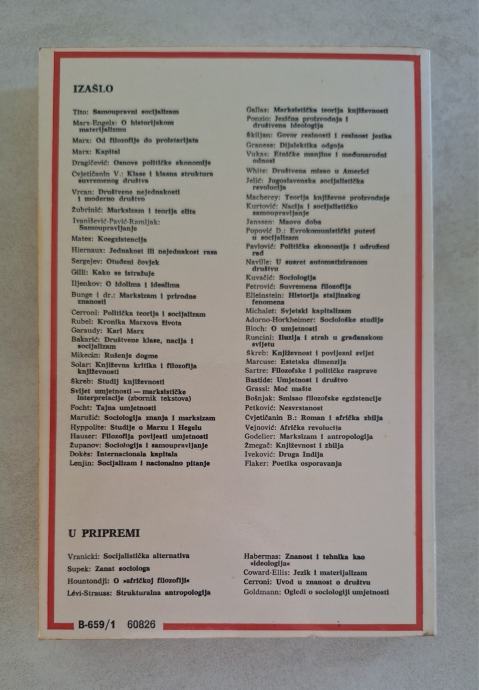 IZAŠLO
Tito: Samoupravni socijalizam
Marx-Engels: O historijskom
materijalizmu
Marx: Od filozofije do proletarijata
Marx: Kapital
Dragičević: Osnove političke ekonomije
Cvjetičanin V.: Klase i klasna struktura
suvremenog društva
Vrcan: Društvene nejednakosti
i moderno društvo
Žubrinić: Marksizam i teorija elita
Ivanišević-Pavić-Ramljak:
Samoupravljanje
Mates: Koegzistencija
Hiernaux: Jednakost ili nejednakost rasa
Sergejev: Otuđeni čovjek
Gilli: Kako se istražuje
Iljenkov: O idolima i idealima
Bunge i dr.: Marksizam i prirodne
znanosti
Cerroni: Politička teorija i socijalizam
Rubel: Kronika Marxova života
Garaudy: Karl Marx
Bakarić: Društvene klase, nacija i
socijalizam
Mikecin: Rušenje dogme
Solar: Književna kritika i filozofija
književnosti
Škreb: Studij književnosti
Svijet umjetnosti — marksističke
interpretacije (zbornik tekstova)
Focht: Tajna umjetnosti
Marušić: Sociologija znanja i marksizam
Hyppolite: Studije o Marxu i Hegelu
Hauser: Filozofija povijesti umjetnosti
Županov: Sociologija i samoupravljanje
Dokès: Internacionala kapitala
Lenjin: Socijalizam i nacionalno pitanje
Gallas: Marksistička teorija književnosti
Ponzio: Jezična proizvodnja i
društvena ideologija
Škiljan: Govor realnosti i realnost jezika
Granese: Dijalektika odgoja
Vukas: Etničke manjine i međunarodni
odnosi
White: Društvena misao u Americi
Jelić: Jugoslavenska socijalistička
revolucija
Macherey: Teorija književne proizvodnje
Kurtović: Nacija i socijalističko
samoupravljanje
Janssen: Maovo doba
Popović D.: Evrokomunistički putevi
u socijalizam
Pavlović: Politička ekonomija i udruženi
rad
Naville: U susret automatiziranom
društvu
Kuvačić: Sociologija
Petrović: Suvremena filozofija
Elleinstein: Historija staljinskog
fenomena
Michalet: Svjetski kapitalizam
Adorno-Horkheimer: Sociološke studije
Bloch: O umjetnosti
Runcini: Iluzija i strah u građanskom
svijetu
Škreb: Književnost i povijesni svijet
Marcuse: Estetska dimenzija
Sartre: Filozofske i političke rasprave
Bastide: Umjetnost i društvo
Grassi: Moć mašte
Bošnjak: Smisao filozofske egzistencije
Petković: Nesvrstanost
Cvjetičanin B.: Roman i afrička zbilja
Vejnović: Afrička revolucija
Godelier: Marksizam i antropologija
Žmegač: Književnost i zbilja
Iveković: Druga Indija
Flaker: Poetika osporavanja
U PRIPREMI
Vranicki: Socijalistička alternativa
Supek: Zanat sociologa
Hountondji: O »afričkoj filozofiji«
Lévi-Strauss: Strukturalna antropologija
Habermas: Znanost i tehnika kao
»ideologija«
Coward-Ellis: Jezik i materijalizam
Cerroni: Uvod u znanost o društvu
Goldmann: Ogledi o sociologiji umjetnosti
B-659/1 60826